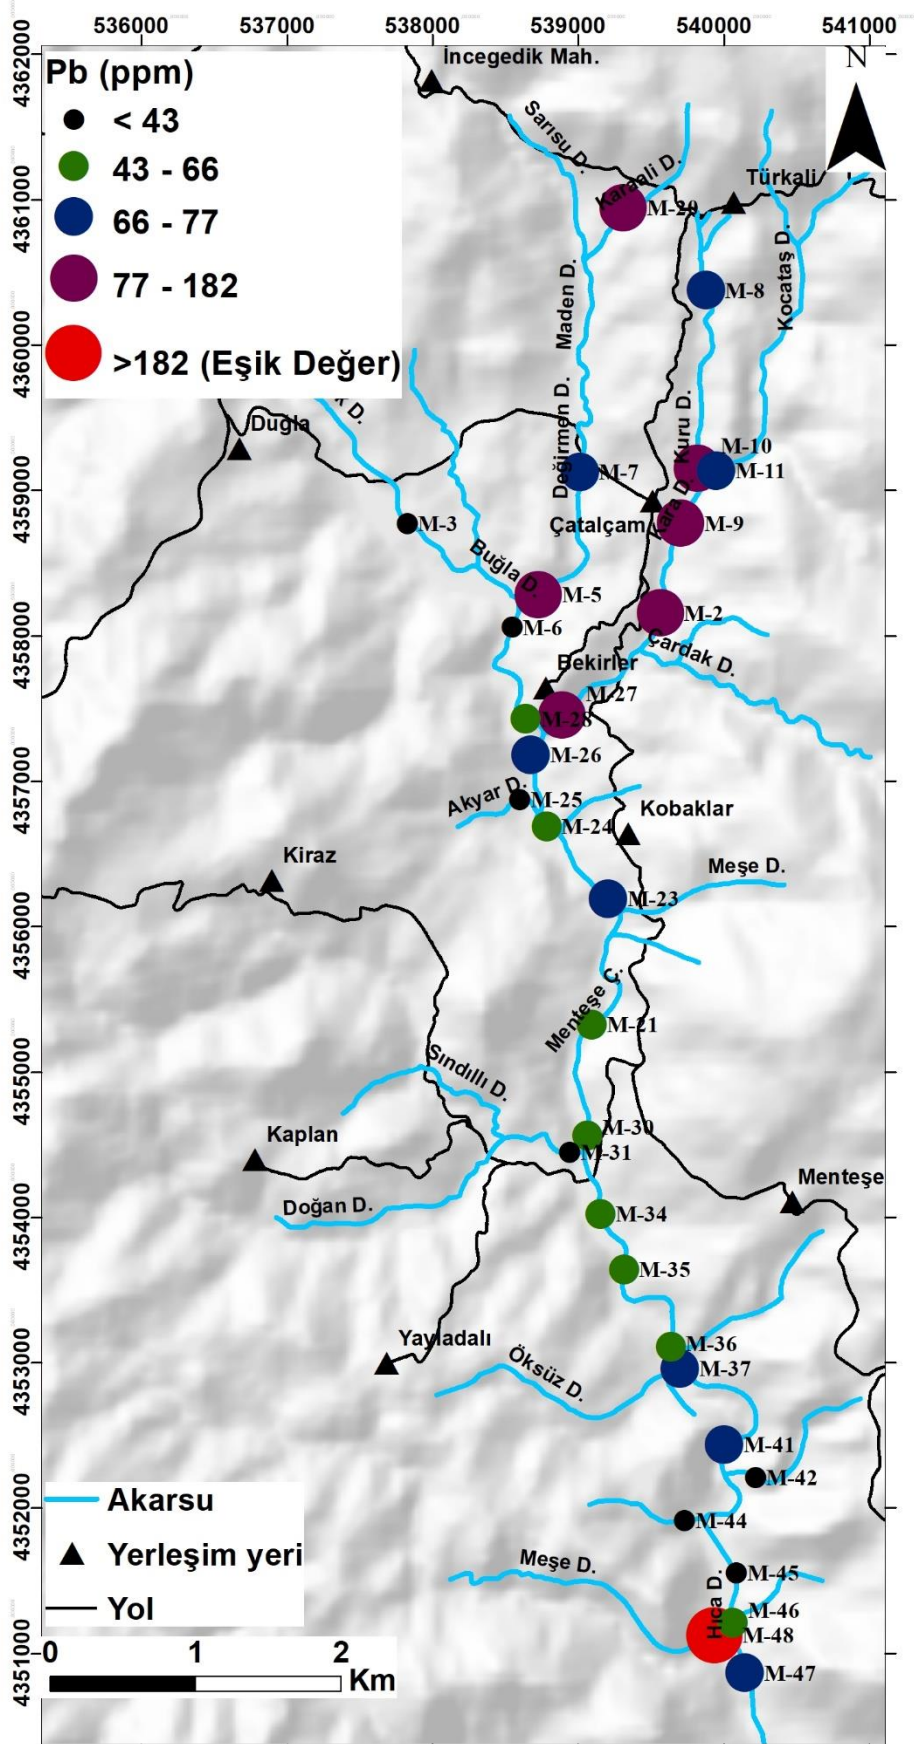 536000 537000 538000 539000 540000 541000
4362000
4361000
4360000
4359000
4358000
4357000
4356000
4355000
4354000
4353000
4352000
4351000
Pb (ppm)
< 43
43 - 66
66 - 77
77 - 182
>182 (Eşik Değer)
N
İncegedik Mah.
Sarısu D.
Karaali D.
Türkali
M-29
Kocataş D.
Maden D.
M-8
k D.
Duğla
Değirmen D.
Kuru D.
M-10
M-7
M-11
M-3
Çatalçam
Kara D.
M-9
Buğla D.
M-5
M-2
M-6
Çardak D.
Bekirler
M-27
M-28
M-26
Akyar D.
M-25
Kobaklar
M-24
Kiraz
Meşe D.
M-23
Menteşe Ç.
M-21
Sındıllı D.
M-30
Kaplan
M-31
Menteşe
Doğan D.
M-34
M-35
Yayladalı
M-36
Öksüz D.
M-37
M-41
M-42
M-44
Meşe D.
M-45
Hıca D.
M-46
M-48
M-47
Akarsu
Yerleşim yeri
Yol
0 1 2
Km